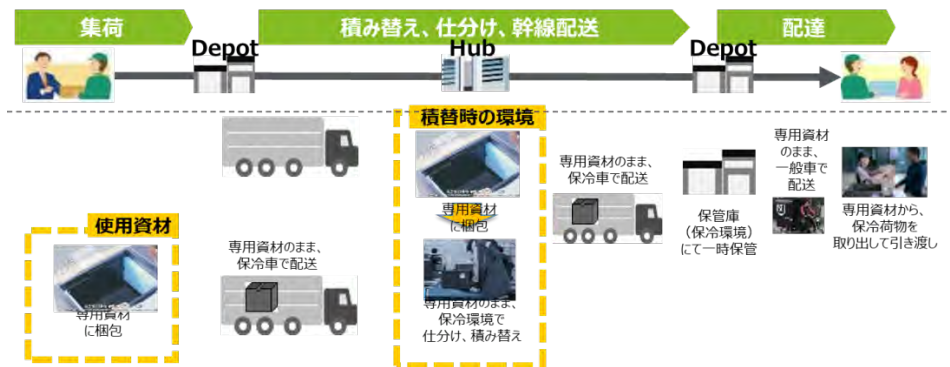 集荷
積み替え、仕分け、幹線配送
配達
Depot
Hub
Depot
使用資材
専用資材
に梱包
専用資材のまま、
保冷車で配送
積替時の環境
専用資材
に梱包
専用資材のまま、
保冷環境で
仕分け、積み替え
専用資材のまま、
保冷車で配送
保管庫
（保冷環境）
にて一時保管
専用資材
のまま、
一般車で
配送
専用資材から、
保冷荷物を
取り出して引き渡し